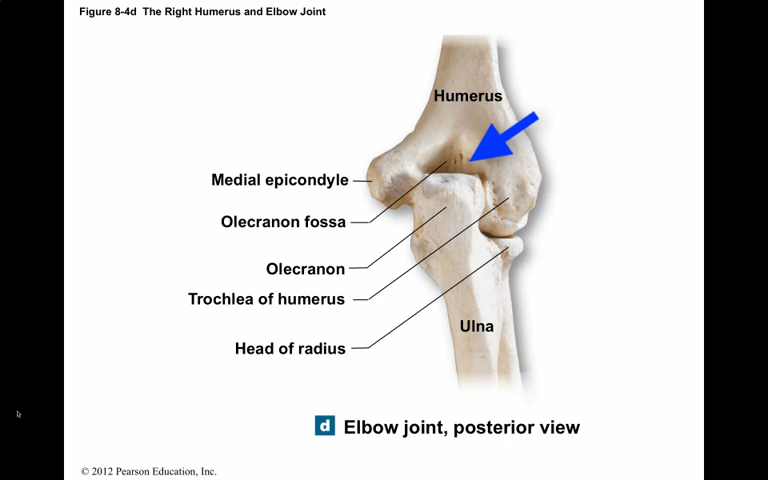 Figure 8-4d  The Right Humerus and Elbow Joint
Humerus
Medial epicondyle
Olecranon fossa
Olecranon
Trochlea of humerus
Ulna
Head of radius
d Elbow joint, posterior view
© 2012 Pearson Education, Inc.